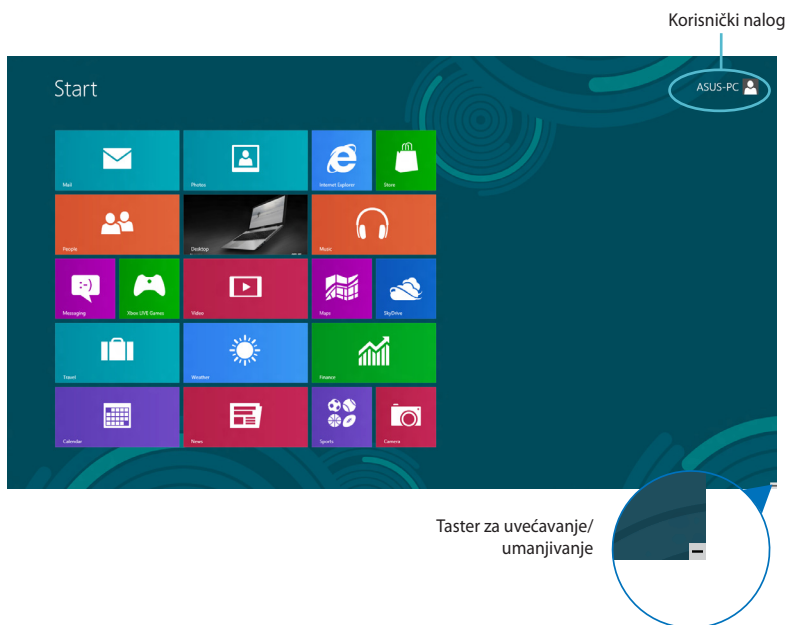 Korisnički nalog
Start
ASUS-PC
Mail
Photos
Internet Explorer
Store
People
Desktop
Music
Messaging
Xbox LIVE Games
Video
Maps
SkyDrive
Travel
Weather
Finance
Calendar
News
Sports
Camera
Taster za uvećavanje/
umanjivanje